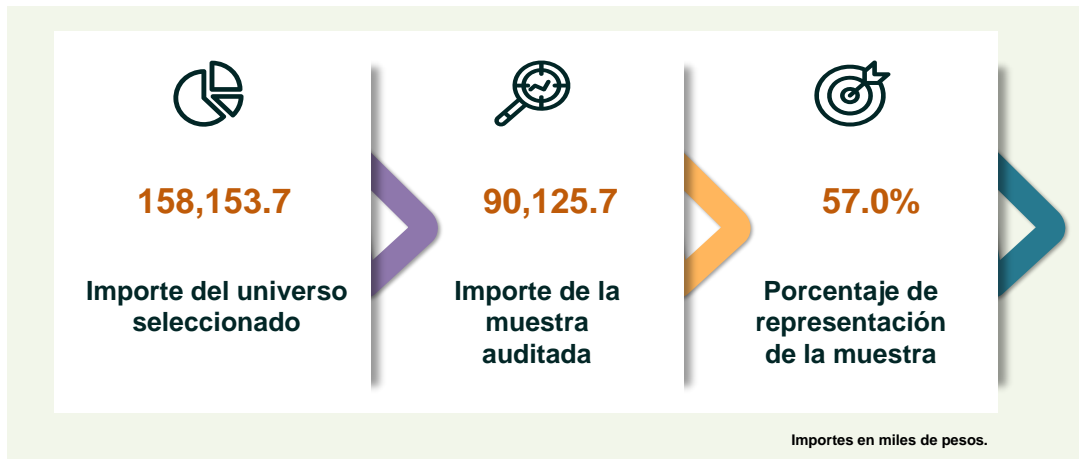 158,153.7
Importe del universo
seleccionado
90,125.7
Importe de la
muestra
auditada
57.0%
Porcentaje de
representación
de la muestra
Importes en miles de pesos.